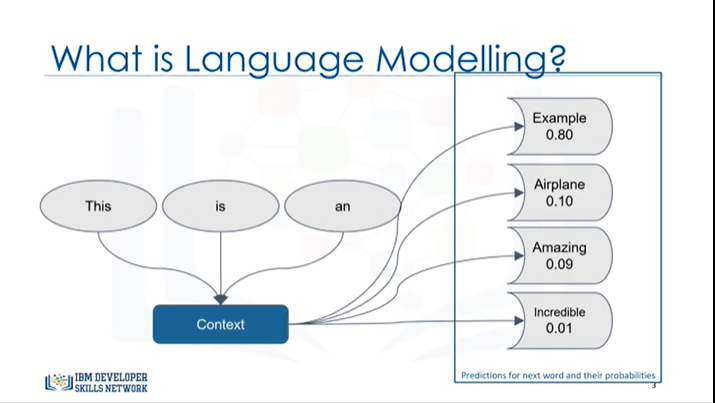 What is Language Modelling?
This
is
an
Context
Example
0.80
Airplane
0.10
Amazing
0.09
Incredible
0.01
Predictions for next word and their probabilities
IBM DEVELOPER
SKILLS NETWORK
3